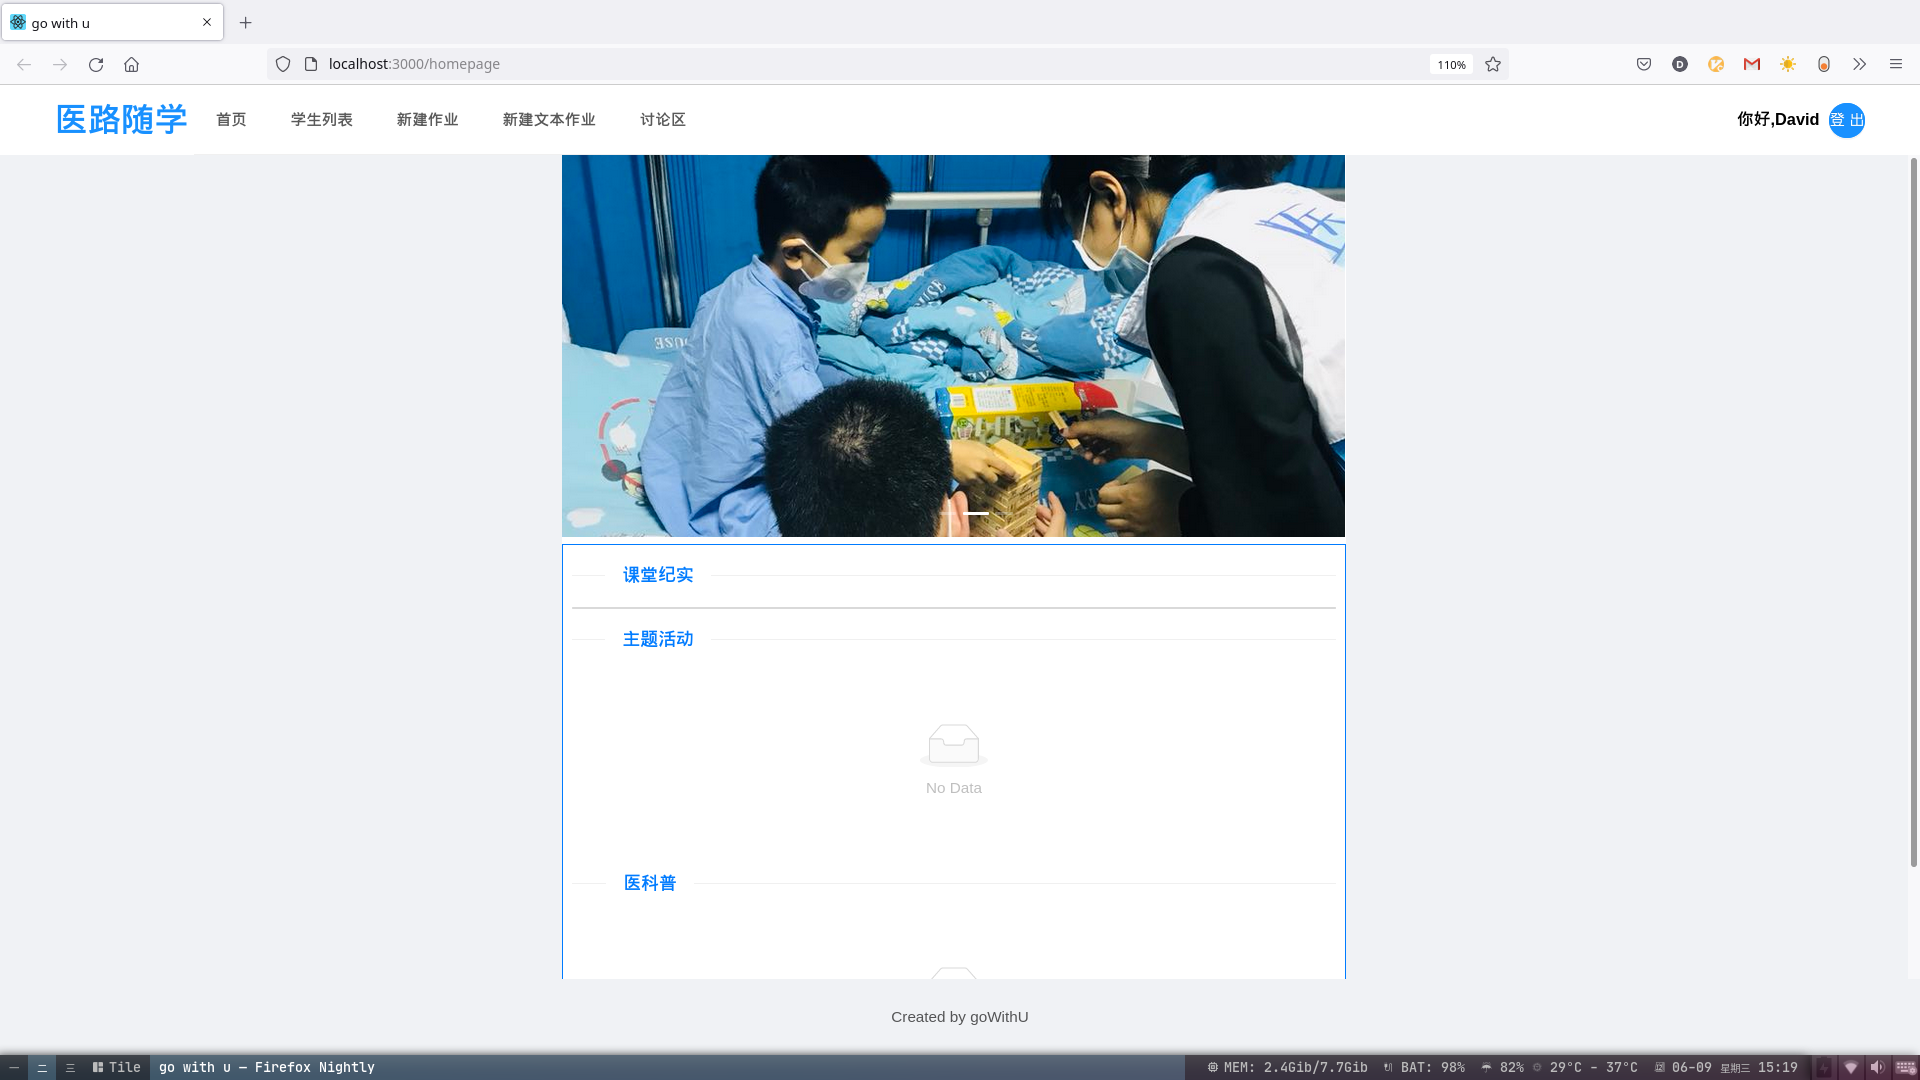 go with u
localhost:3000/homepage
110%
医路随学 首页 学生列表 新建作业 新建文本作业 讨论区 你好,David 登 出
课堂纪实
主题活动
No Data
医科普
Created by goWithU
一 二 三 Tile go with u — Firefox Nightly MEM: 2.4Gib/7.7Gib BAT: 98% 82% 29°C - 37°C 06-09 星期三 15:19